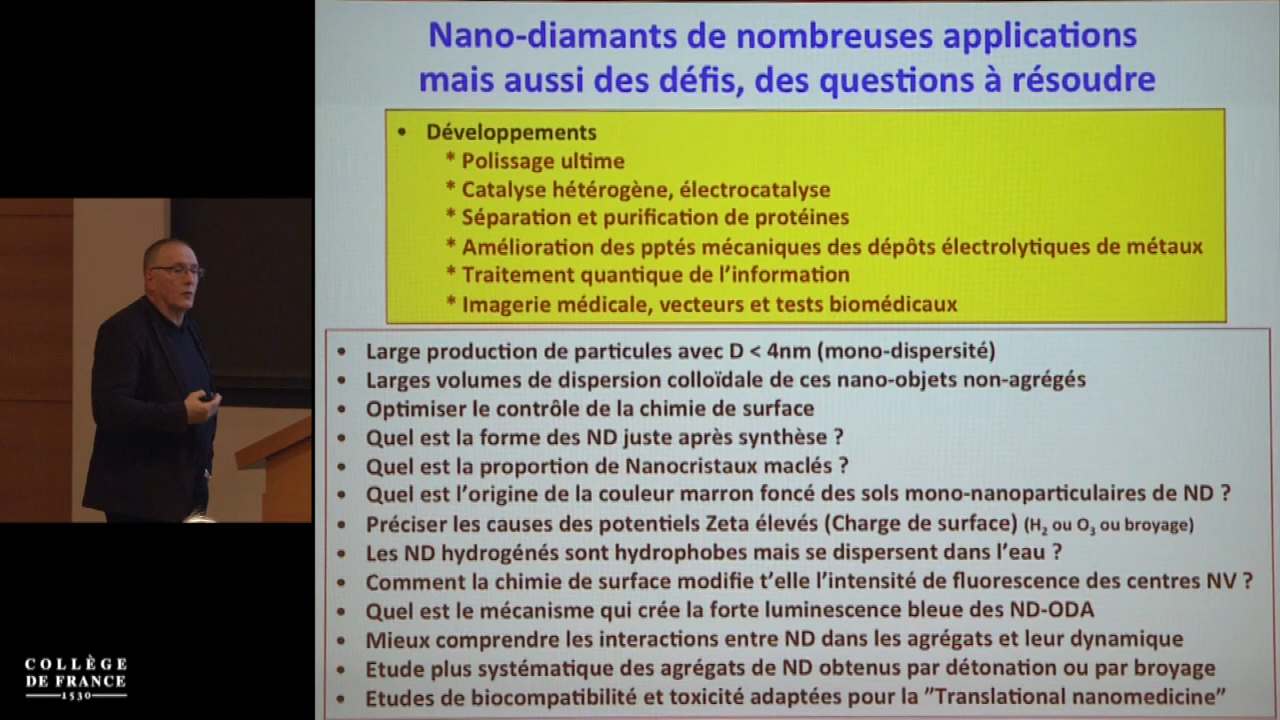 Nano-diamants de nombreuses applications
mais aussi des défis, des questions à résoudre
• Développements
* Polissage ultime
* Catalyse hétérogène, électrocatalyse
* Séparation et purification de protéines
* Amélioration des pptés mécaniques des dépôts électrolytiques de métaux
* Traitement quantique de l’information
* Imagerie médicale, vecteurs et tests biomédicaux
• Large production de particules avec D < 4nm (mono-dispersité)
• Larges volumes de dispersion colloïdale de ces nano-objets non-agrégés
• Optimiser le contrôle de la chimie de surface
• Quel est la forme des ND juste après synthèse ?
• Quel est la proportion de Nanocristaux maclés ?
• Quel est l’origine de la couleur marron foncé des sols mono-nanoparticulaires de ND ?
• Préciser les causes des potentiels Zeta élevés (Charge de surface) (H₂ ou O₃ ou broyage)
• Les ND hydrogénés sont hydrophobes mais se dispersent dans l’eau ?
• Comment la chimie de surface modifie t’elle l’intensité de fluorescence des centres NV ?
• Quel est le mécanisme qui crée la forte luminescence bleue des ND-ODA
• Mieux comprendre les interactions entre ND dans les agrégats et leur dynamique
• Etude plus systématique des agrégats de ND obtenus par détonation ou par broyage
• Etudes de biocompatibilité et toxicité adaptées pour la ”Translational nanomedicine”
COLLÈGE
DE FRANCE
1530